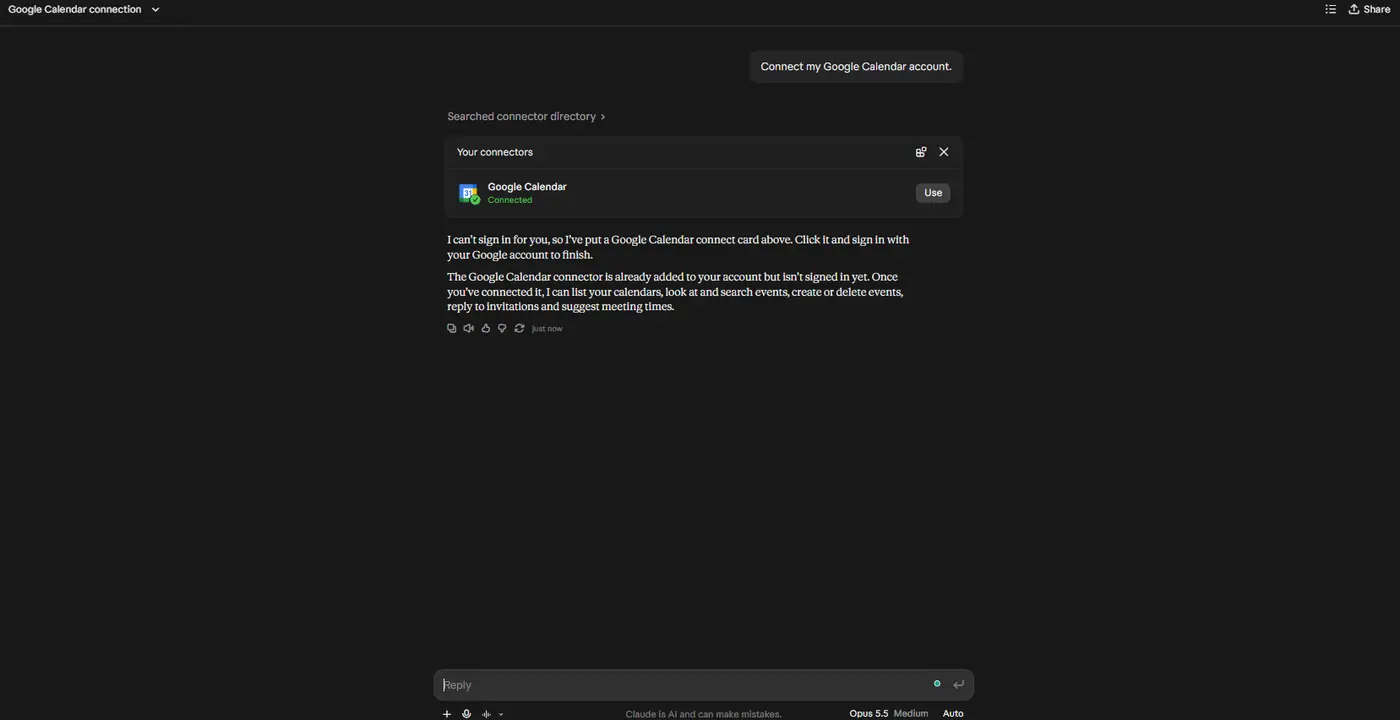 Google Calendar connection
Share
Connect my Google Calendar account.
Searched connector directory
Your connectors
31
Google Calendar
Connected
Use
I can't sign in for you, so I've put a Google Calendar connect card above. Click it and sign in with
your Google account to finish.
The Google Calendar connector is already added to your account but isn't signed in yet. Once
you've connected it, I can list your calendars, look at and search events, create or delete events,
reply to invitations and suggest meeting times.
just now
Reply
Claude is AI and can make mistakes.
Opus 5.5 Medium
Auto